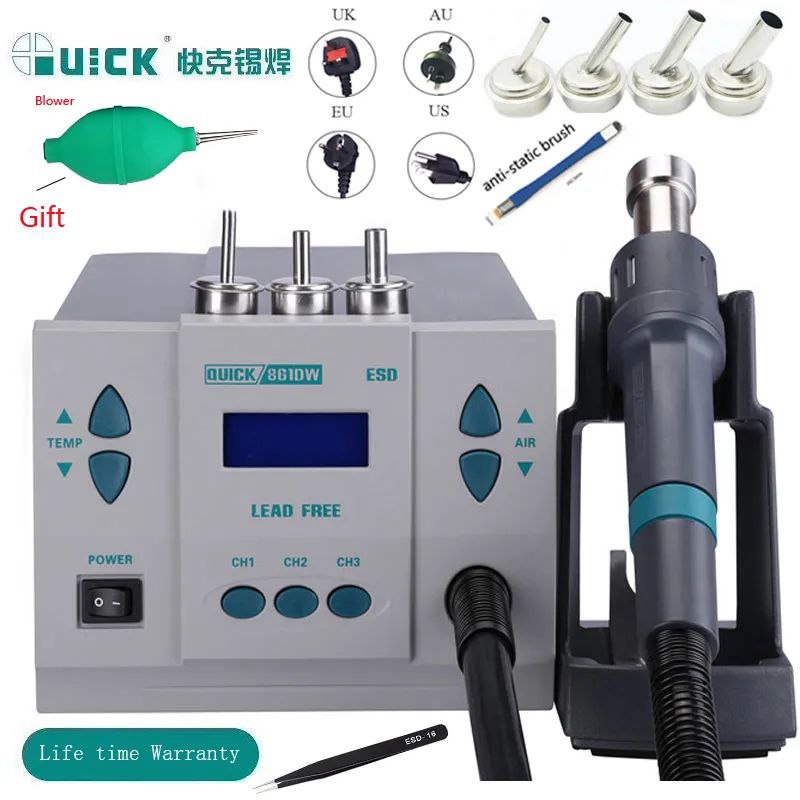 QUICK® 快克锡焊
UK
AU
EU
US
Blower
Gift
anti-static brush
QUICK/861DW
ESD
TEMP
AIR
LEAD FREE
POWER
CH1
CH2
CH3
Life time Warranty
ESD-16